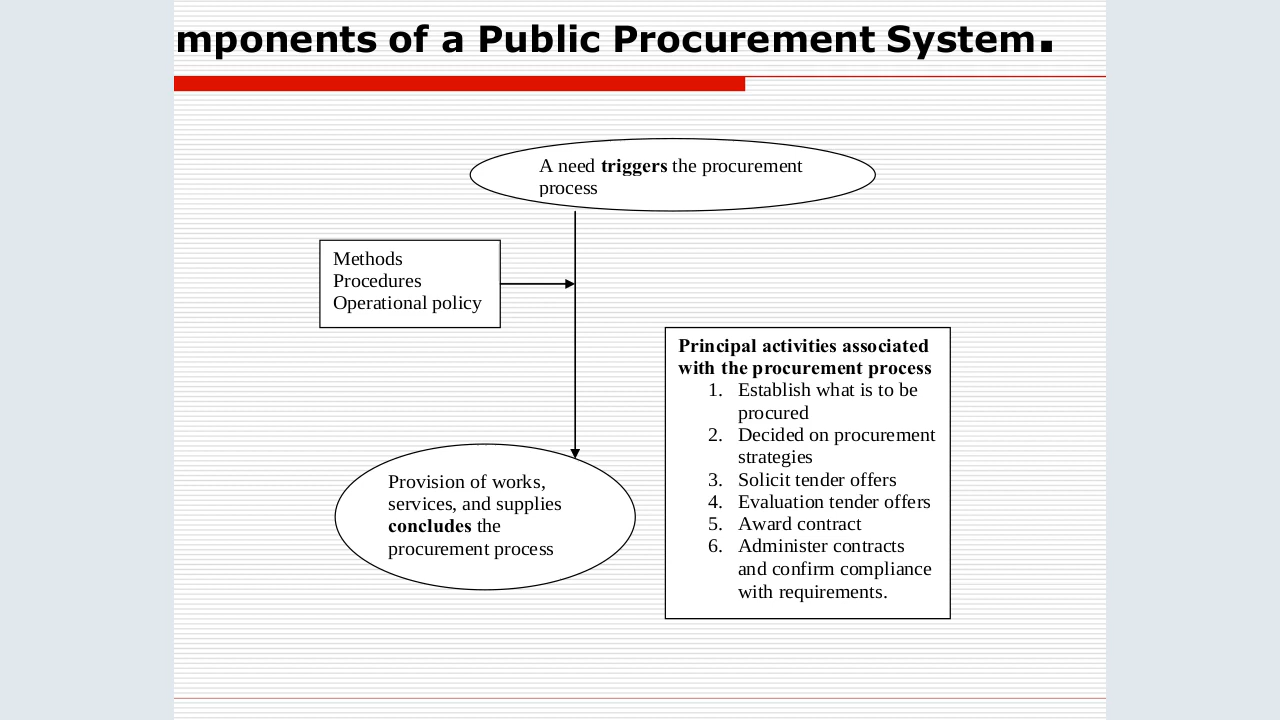 mponents of a Public Procurement System.
A need triggers the procurement
process
Methods
Procedures
Operational policy
Principal activities associated
with the procurement process
1. Establish what is to be
procured
2. Decided on procurement
strategies
3. Solicit tender offers
4. Evaluation tender offers
5. Award contract
6. Administer contracts
and confirm compliance
with requirements.
Provision of works,
services, and supplies
concludes the
procurement process